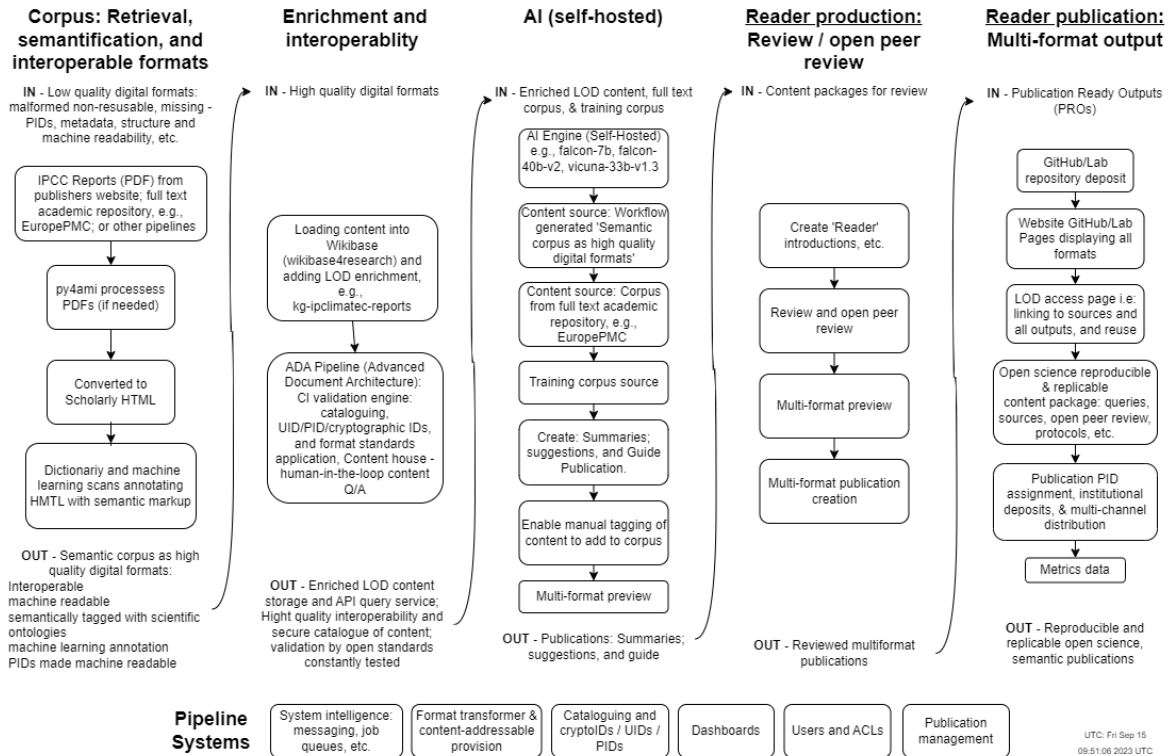 Corpus: Retrieval,
semantification, and
interoperable formats
IN - Low quality digital formats:
malformed non-resusable, missing -
PIDs, metadata, structure and
machine readability, etc.
IPCC Reports (PDF) from
publishers website; full text
academic repository, e.g.,
EuropePMC; or other pipelines
py4ami processess
PDFs (if needed)
Converted to
Scholarly HTML
Dictionariy and machine
learning scans annotating
HMTL with semantic markup
OUT - Semantic corpus as high
quality digital formats:
Interoperable
machine readable
semantically tagged with scientific
ontologies
machine learning annotation
PIDs made machine readable
Enrichment and
interoperablity
IN - High quality digital formats
Loading content into
Wikibase
(wikibase4research) and
adding LOD enrichment,
e.g.,
kg-ipclimatec-reports
ADA Pipeline (Advanced
Document Architecture):
CI validation engine:
cataloguing,
UID/PID/cryptographic IDs,
and format standards
application, Content house -
human-in-the-loop content
Q/A
OUT - Enriched LOD content
storage and API query service;
Hight quality interoperability and
secure catalogue of content;
validation by open standards
constantly tested
AI (self-hosted)
IN - Enriched LOD content, full text
corpus, & training corpus
AI Engine (Self-Hosted)
e.g., falcon-7b, falcon-
40b-v2, vicuna-33b-v1.3
Content source: Workflow
generated 'Semantic
corpus as high quality
digital formats'
Content source: Corpus
from full text academic
repository, e.g.,
EuropePMC
Training corpus source
Create: Summaries;
suggestions, and Guide
Publication.
Enable manual tagging of
content to add to corpus
Multi-format preview
OUT - Publications: Summaries;
suggestions, and guide
Reader production:
Review / open peer
review
IN - Content packages for review
Create 'Reader'
introductions, etc.
Review and open peer
review
Multi-format preview
Multi-format publication
creation
OUT - Reviewed multiformat
publications
Reader publication:
Multi-format output
IN - Publication Ready Outputs
(PROs)
GitHub/Lab
repository deposit
Website GitHub/Lab
Pages displaying all
formats
LOD access page i.e:
linking to sources and
all outputs, and reuse
Open science reproducible
& replicable
content package: queries,
sources, open peer review,
protocols, etc.
Publication PID
assignment, institutional
deposits, & multi-channel
distribution
Metrics data
OUT - Reproducible and
replicable open science,
semantic publications
Pipeline
Systems
System intelligence:
messaging, job
queues, etc.
Format transformer &
content-addressable
provision
Cataloguing and
cryptoIDs / UIDs /
PIDs
Dashboards
Users and ACLs
Publication
management
UTC: Fri Sep 15
09:51:06 2023 UTC